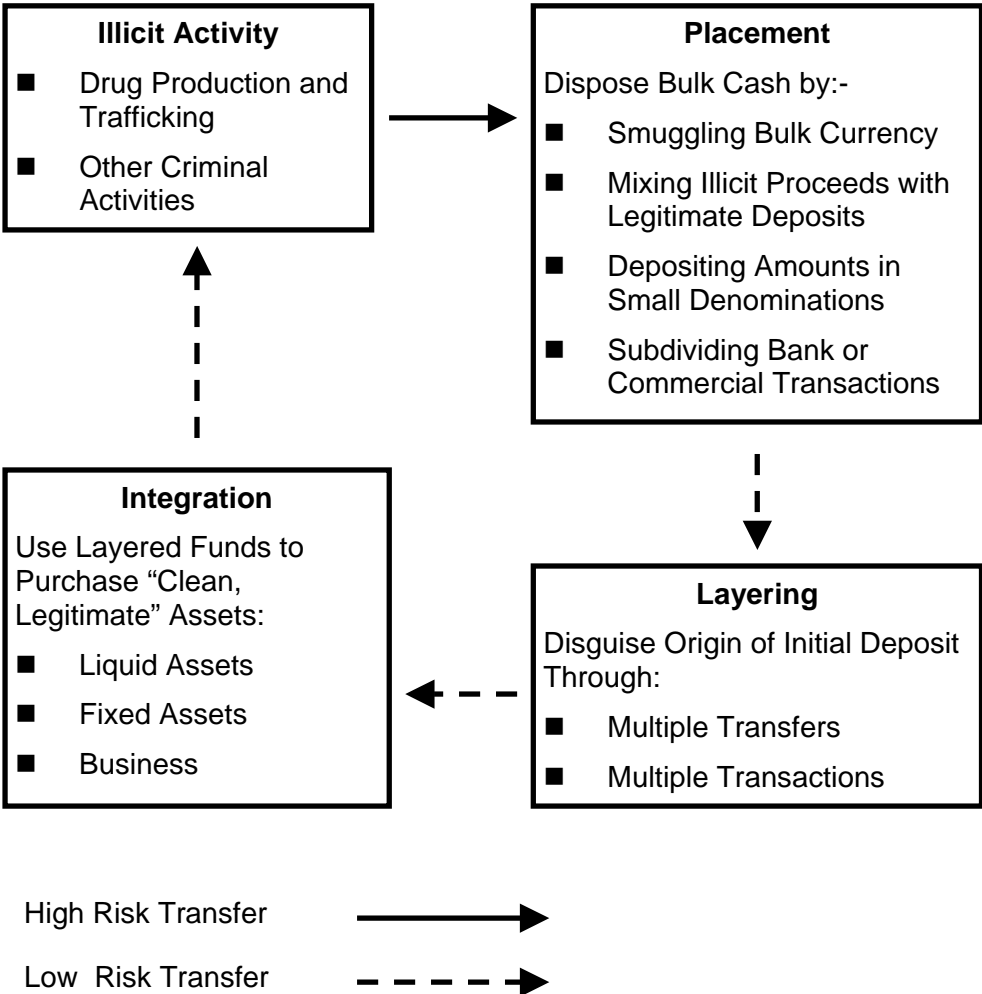 Illicit Activity
■ Drug Production and
Trafficking
■ Other Criminal
Activities
Placement
Dispose Bulk Cash by:-
■ Smuggling Bulk Currency
■ Mixing Illicit Proceeds with
Legitimate Deposits
■ Depositing Amounts in
Small Denominations
■ Subdividing Bank or
Commercial Transactions
Integration
Use Layered Funds to
Purchase “Clean,
Legitimate” Assets:
■ Liquid Assets
■ Fixed Assets
■ Business
Layering
Disguise Origin of Initial Deposit
Through:
■ Multiple Transfers
■ Multiple Transactions
High Risk Transfer
Low Risk Transfer